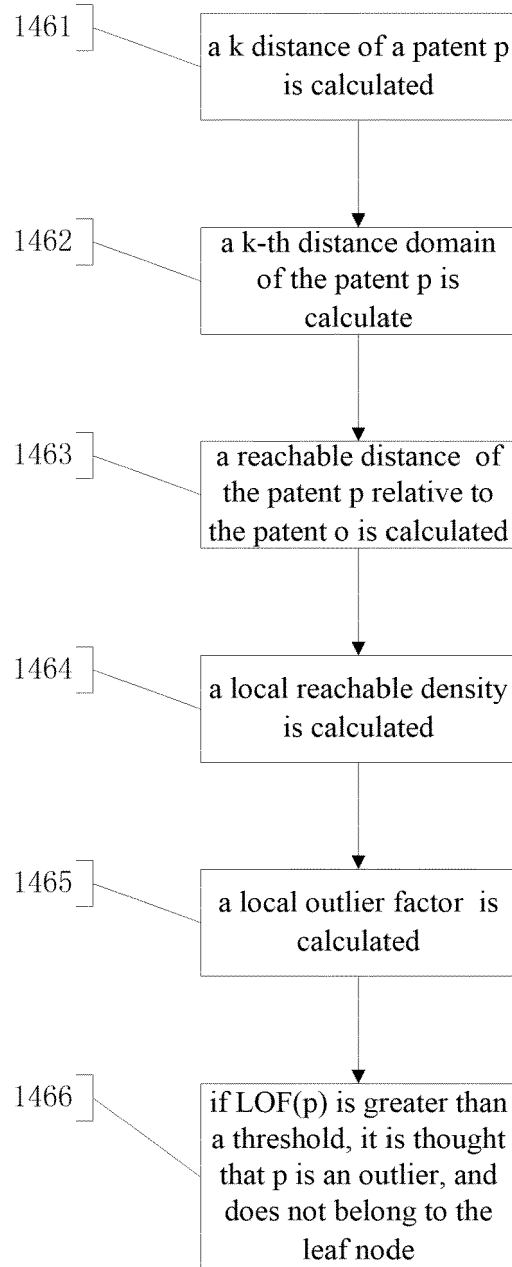 1461
a k distance of a patent p
is calculated
1462
a k-th distance domain
of the patent p is
calculate
1463
a reachable distance of
the patent p relative to
the patent o is calculated
1464
a local reachable density
is calculated
1465
a local outlier factor is
calculated
1466
if LOF(p) is greater than
a threshold, it is thought
that p is an outlier, and
does not belong to the
leaf node